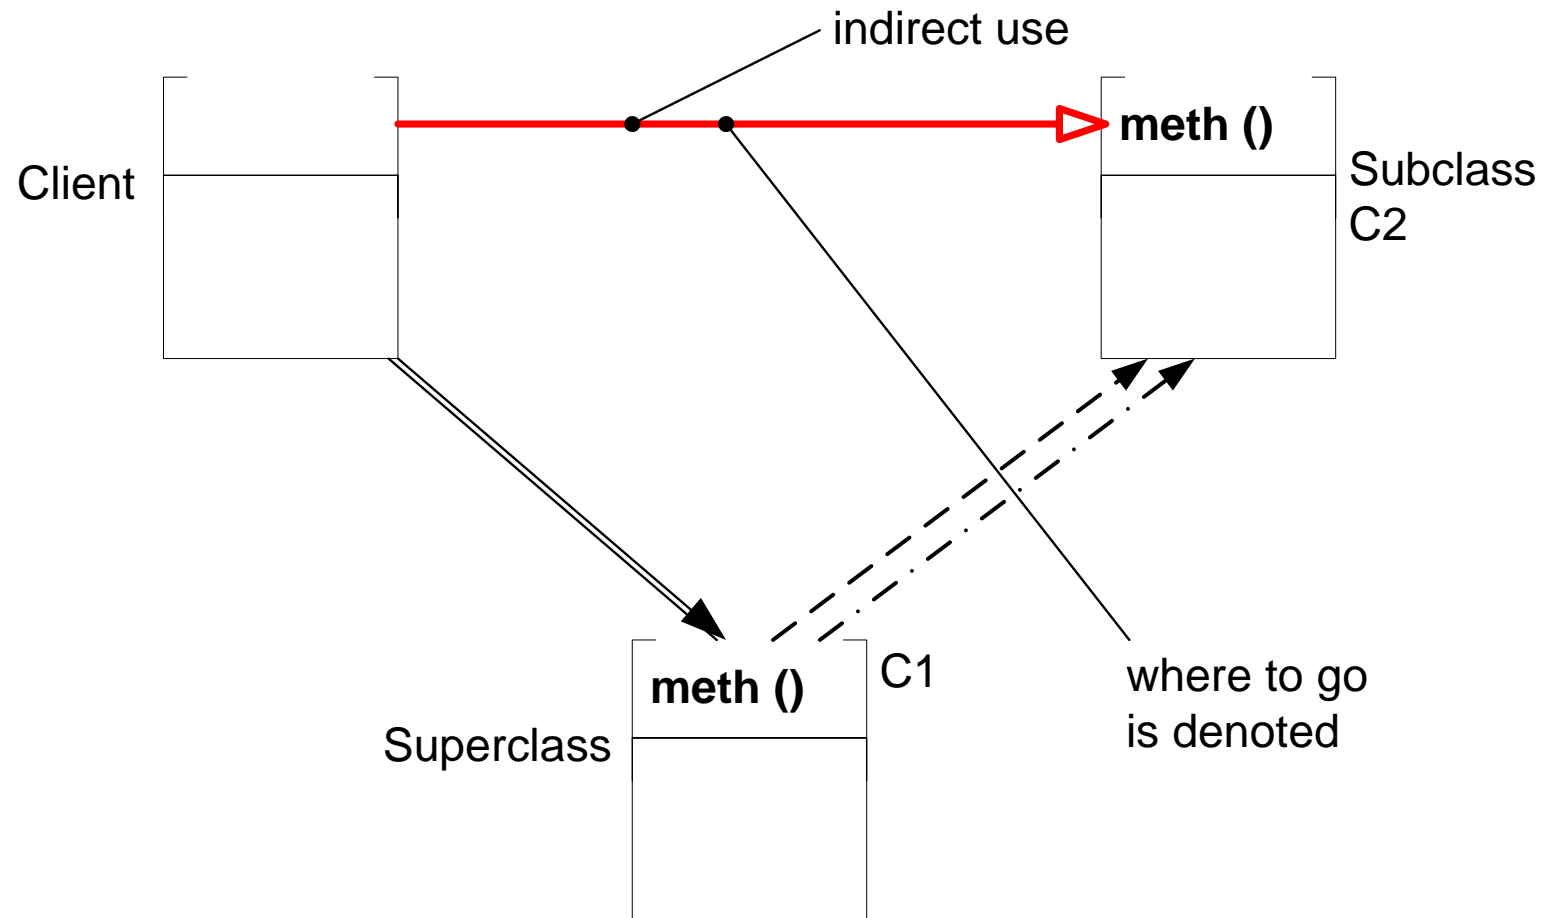 indirect use
meth ()
Client
Subclass
C2
C1
meth ()
where to go
is denoted
Superclass